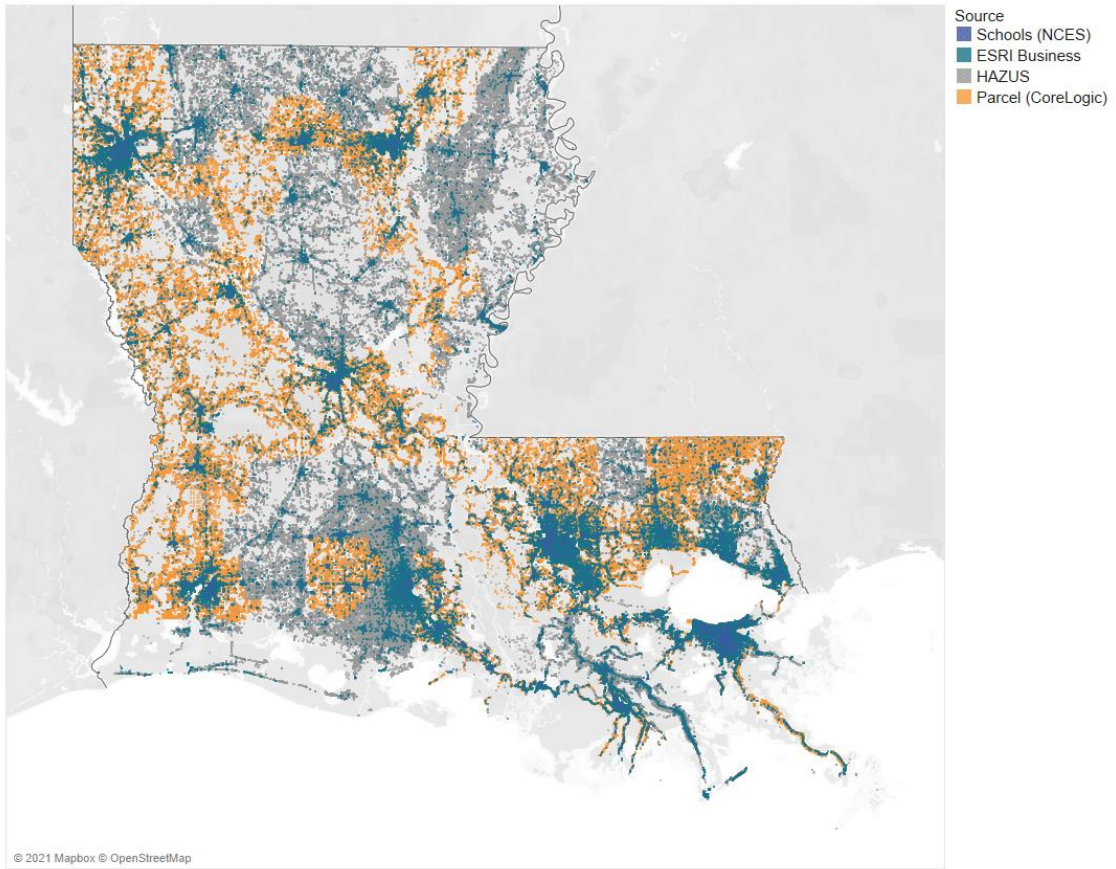 Source
Schools (NCES)
ESRI Business
HAZUS
Parcel (CoreLogic)
© 2021 Mapbox © OpenStreetMap